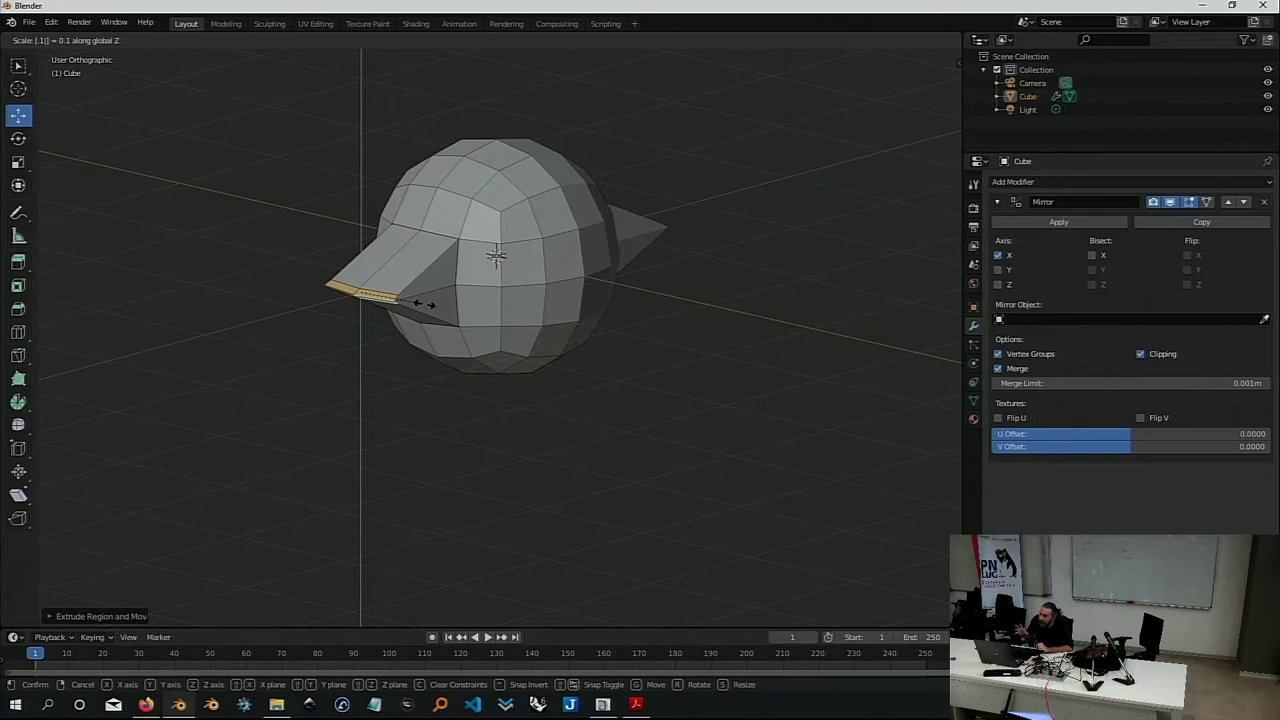 Blender
File Edit Render Window Help
Layout Modeling Sculpting UV Editing Texture Paint Shading Animation Rendering Compositing Scripting +
Scene
View Layer
Scale: [.1|] = 0.1 along global Z
User Orthographic
(1) Cube
Scene Collection
Collection
Camera
Cube
Light
Cube
Add Modifier
Mirror
Apply Copy
Axis: Bisect: Flip:
X X X
Y Y Y
Z Z Z
Mirror Object:
Options:
Vertex Groups Clipping
Merge
Merge Limit: 0.001m
Textures:
Flip U Flip V
U Offset: 0.0000
V Offset: 0.0000
Extrude Region and Mov
PN
LUG
Playback Keying View Marker
1 Start: 1 End: 250
1 10 20 30 40 50 60 70 80 90 100 110 120 130 140 150 160 170 180 190 200 210 220 230 240 250
Confirm Cancel X X axis Y Y axis Z Z axis X X plane Y Y plane Z Z plane C Clear Constraints Snap Invert Snap Toggle G Move R Rotate S Resize